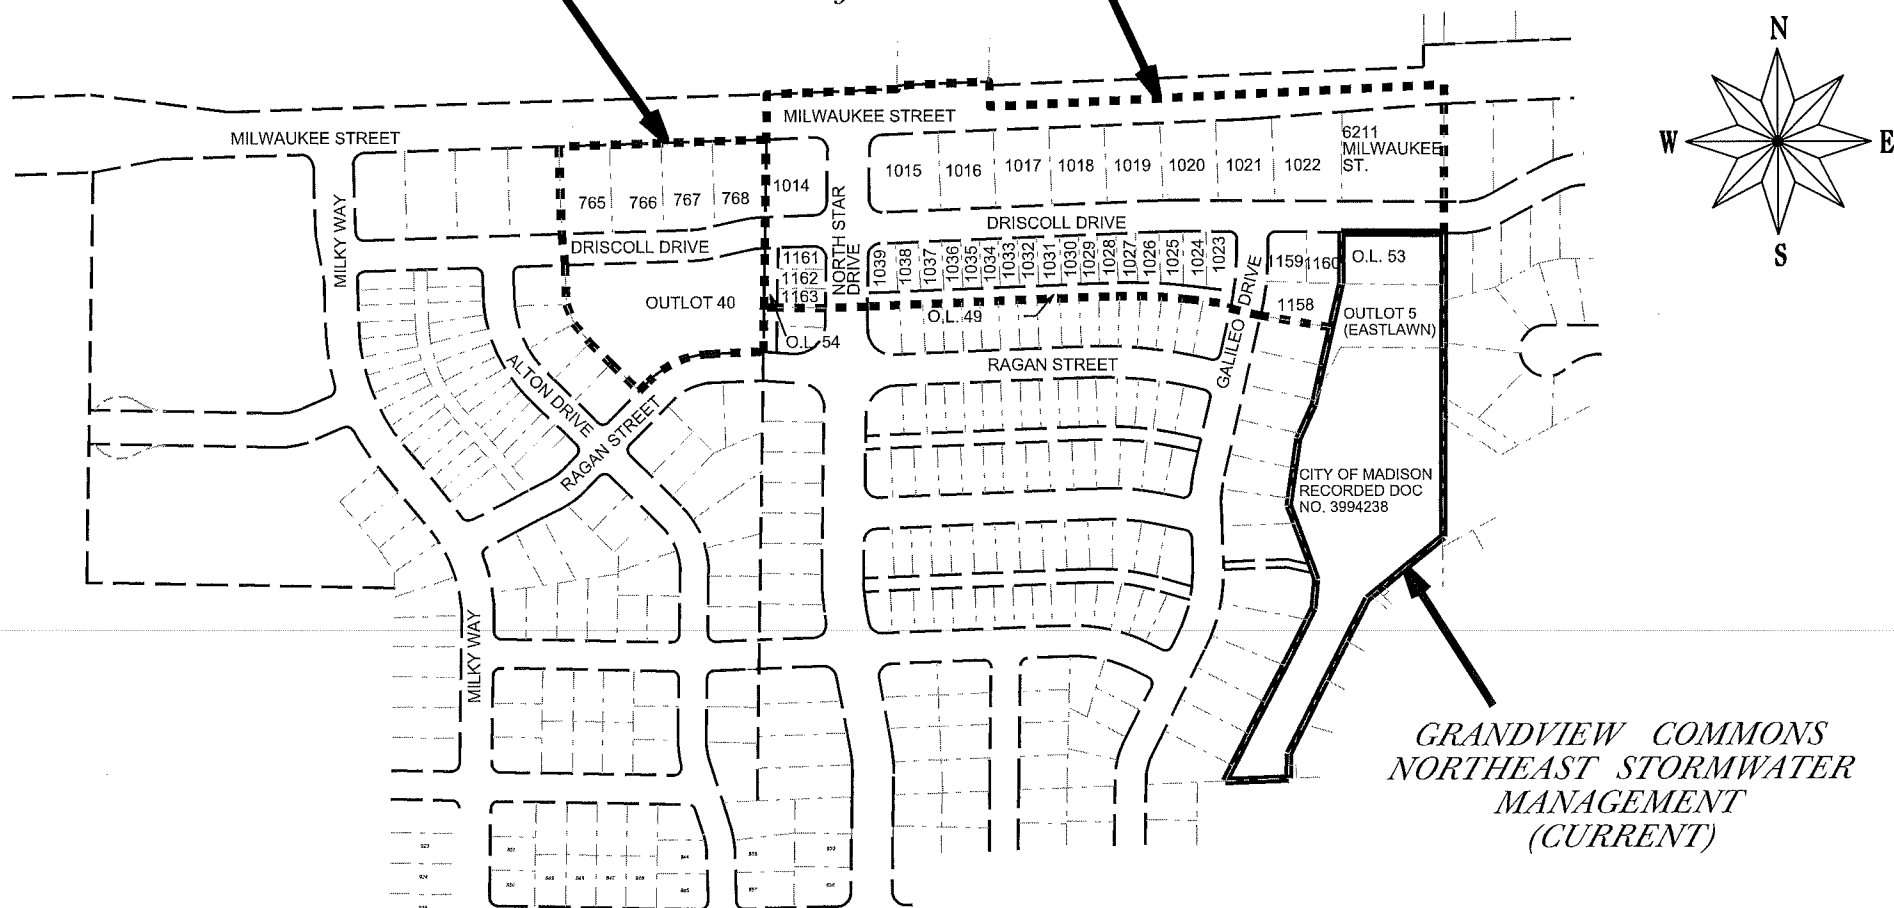 N
W
E
S
MILWAUKEE STREET
MILWAUKEE STREET
6211
MILWAUKEE
ST.
765
766
767
768
1014
1015
1016
1017
1018
1019
1020
1021
1022
MILKY WAY
NORTH STAR
DRIVE
DRISCOLL DRIVE
DRISCOLL DRIVE
1161
1162
1163
1039
1038
1037
1036
1035
1034
1033
1032
1031
1030
1029
1028
1027
1026
1025
1024
1023
1159
1160
O.L. 53
OUTLOT 40
1158
O.L. 49
O.L. 54
OUTLOT 5
(EASTLAWN)
GALILEO DRIVE
RAGAN STREET
ALTON DRIVE
RAGAN STREET
CITY OF MADISON
RECORDED DOC
NO. 3994238
MILKY WAY
GRANDVIEW COMMONS
NORTHEAST STORMWATER
MANAGEMENT
(CURRENT)